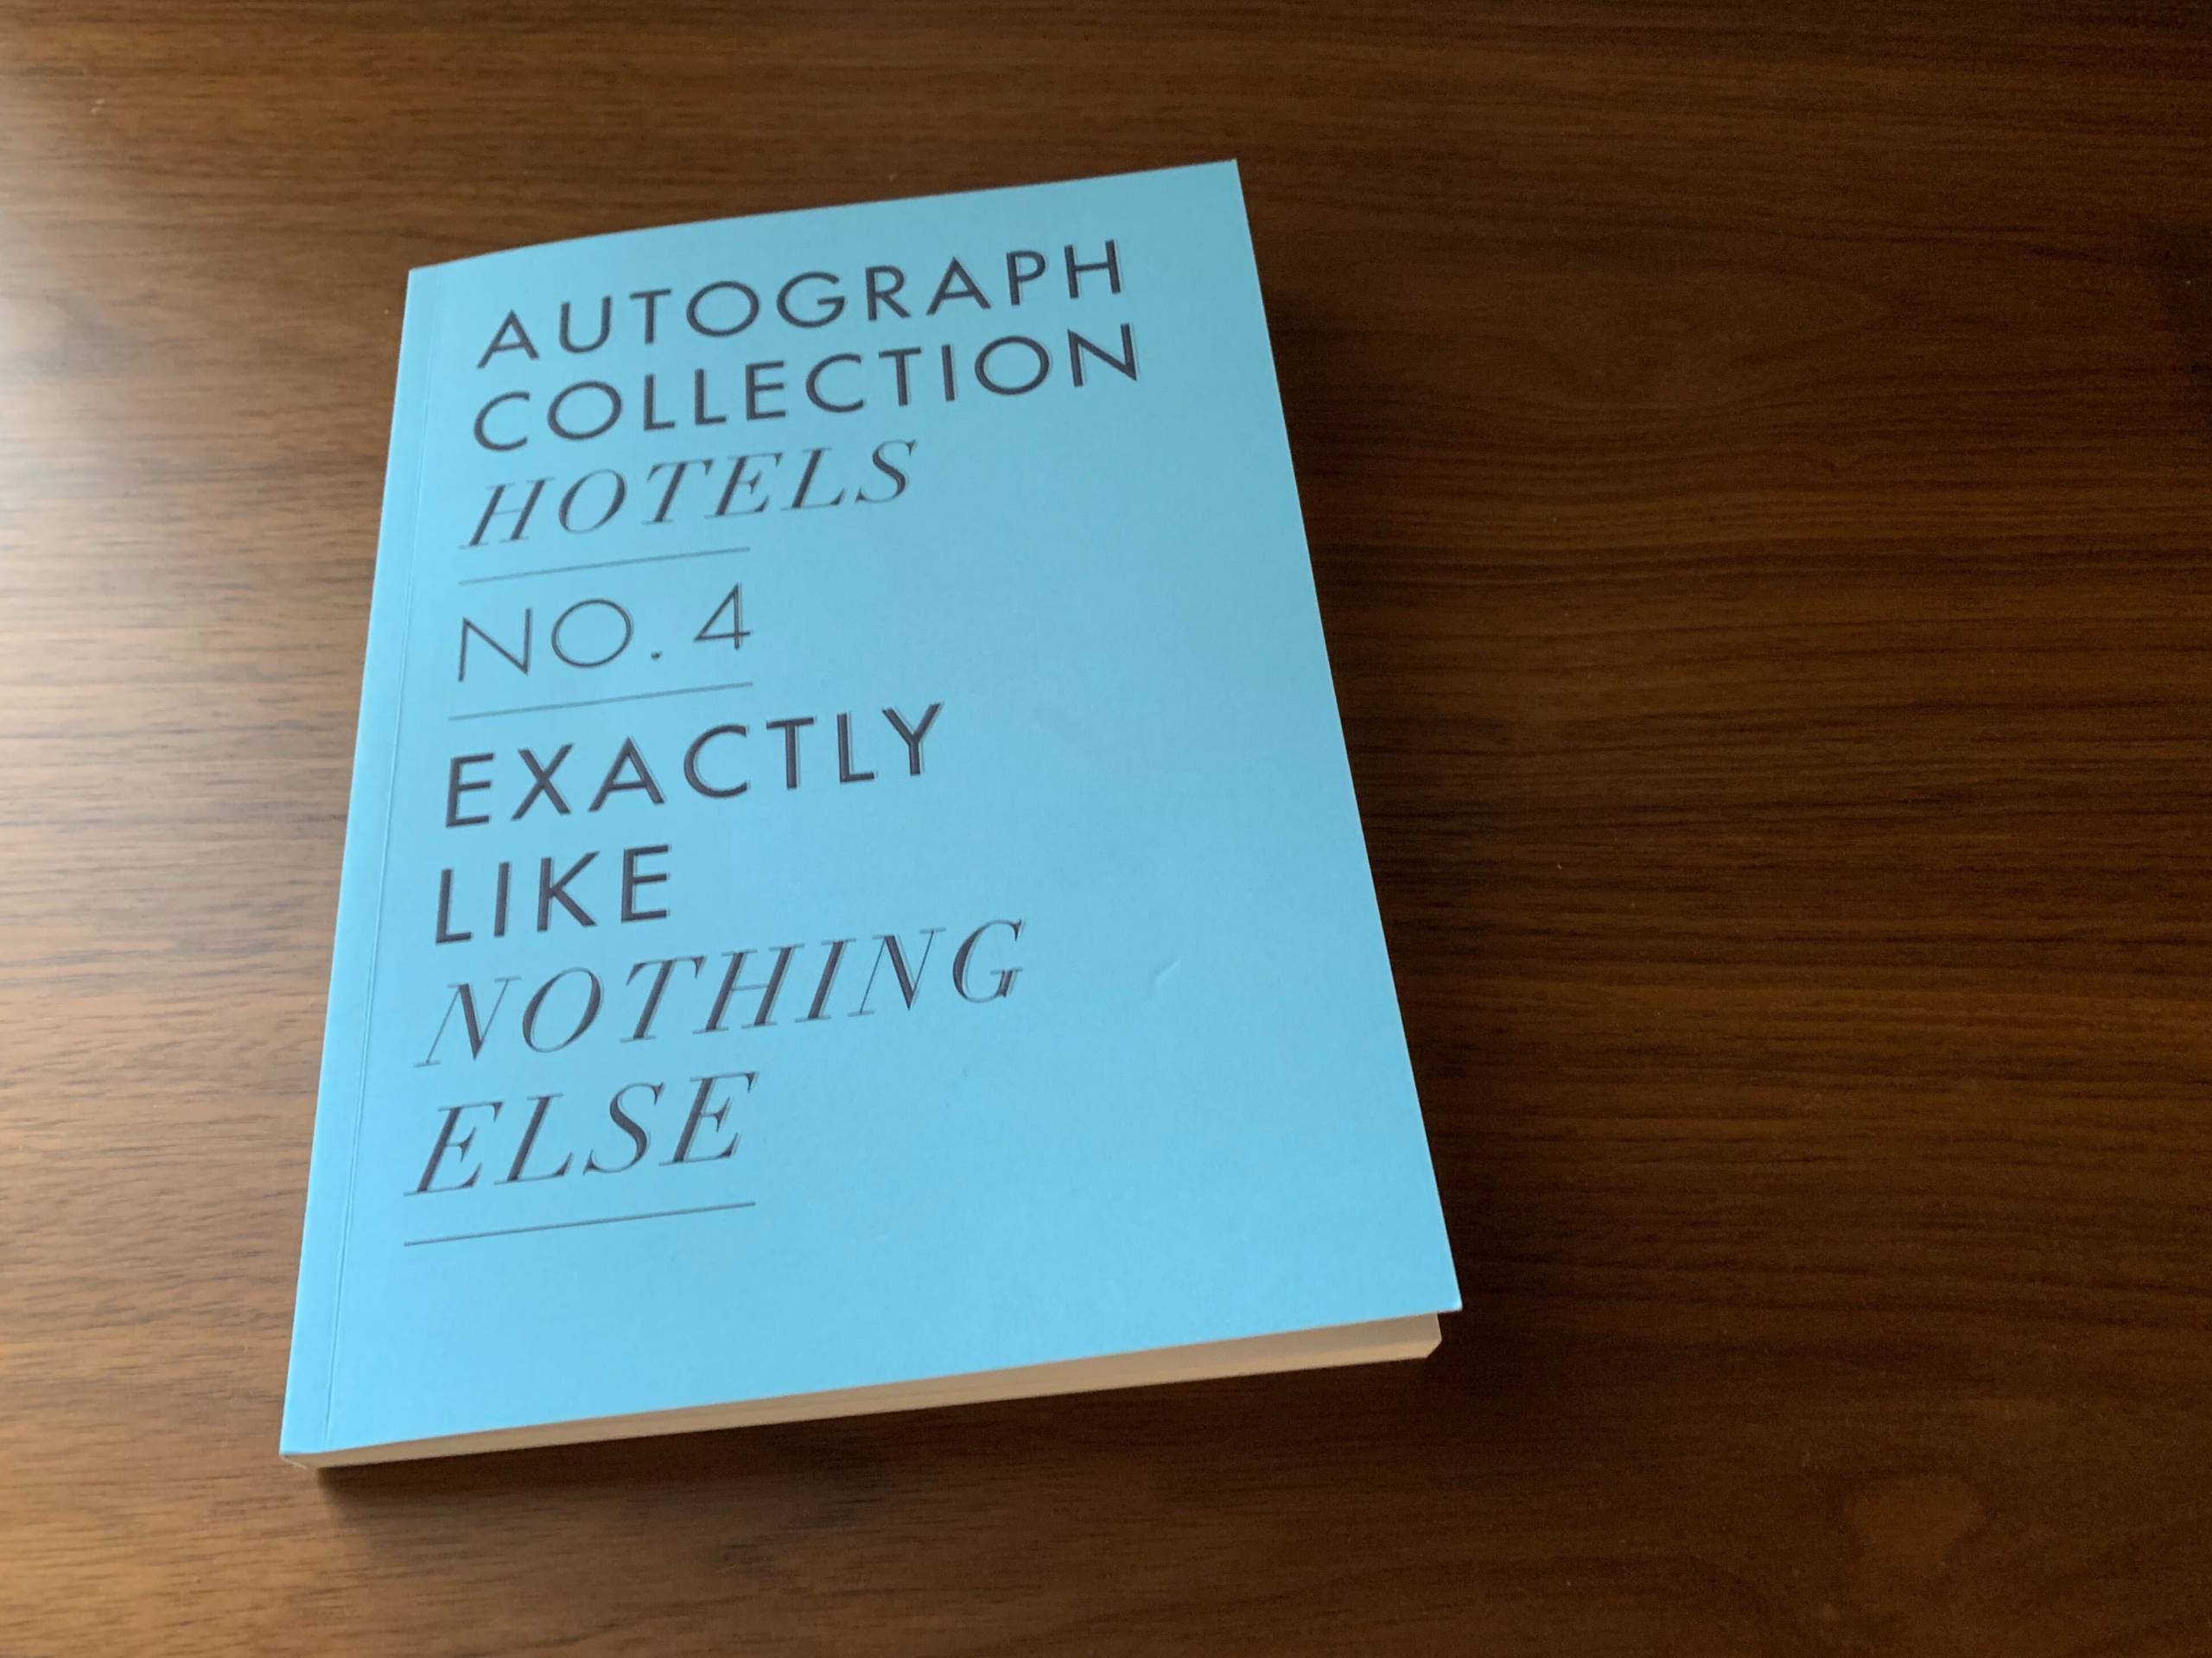 AUTOGRAPH
COLLECTION
HOTELS
NO. 4
EXACTLY
LIKE
NOTHING
ELSE